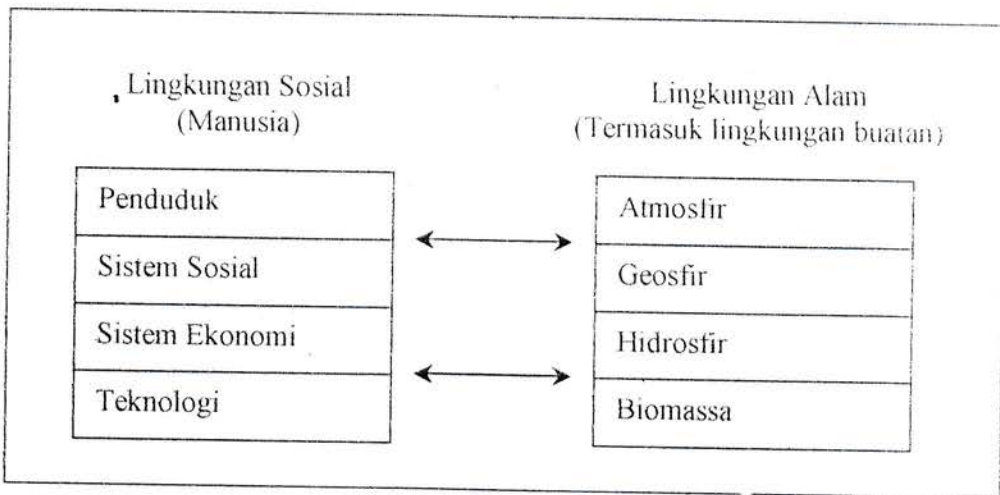 Lingkungan Sosial
(Manusia)
Penduduk
Sistem Sosial
Sistem Ekonomi
Teknologi
Lingkungan Alam
(Termasuk lingkungan buatan)
Atmosfir
Geosfir
Hidrosfir
Biomassa